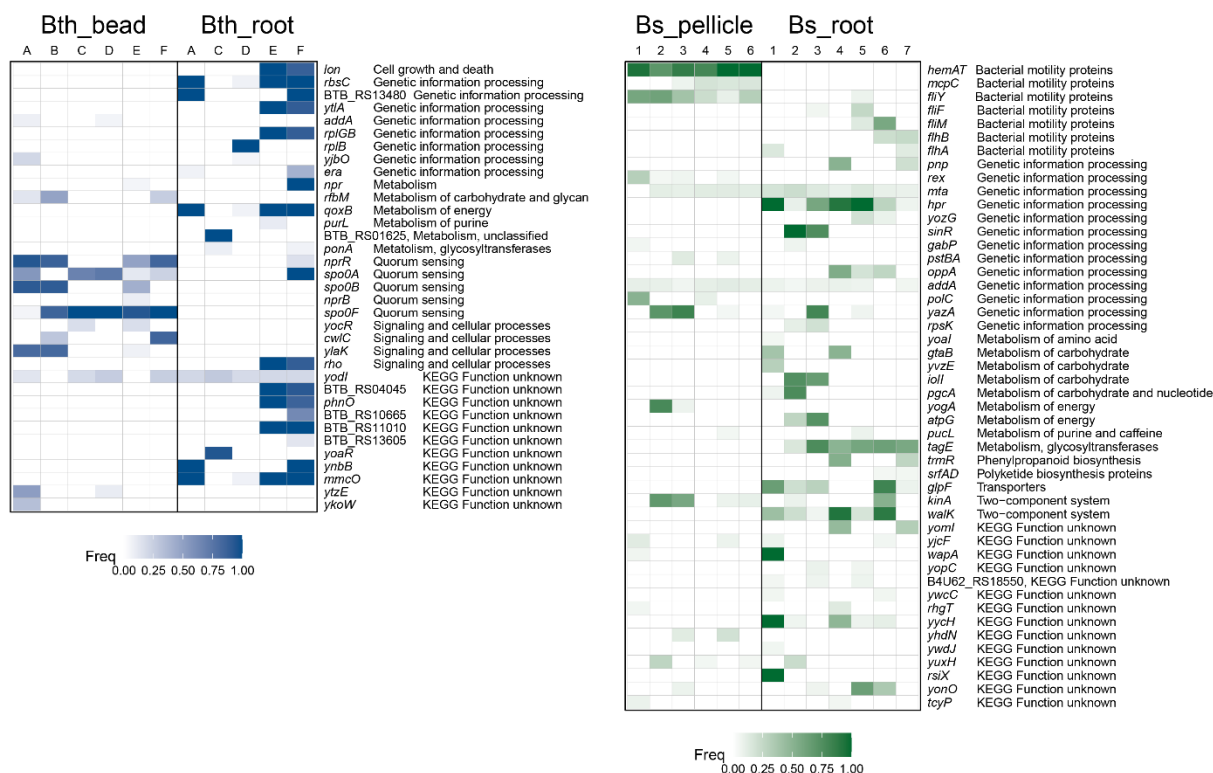 Bth_bead Bth_root
A B C D E F A C D E F
lon Cell growth and death
rbsC Genetic information processing
BTB_RS13480 Genetic information processing
ytlA Genetic information processing
addA Genetic information processing
rplGB Genetic information processing
rplB Genetic information processing
yjbO Genetic information processing
era Genetic information processing
npr Metabolism
rfbM Metabolism of carbohydrate and glycan
qoxB Metabolism of energy
purL Metabolism of purine
BTB_RS01625, Metabolism, unclassified
ponA Metatolism, glycosyltransferases
nprR Quorum sensing
spo0A Quorum sensing
spo0B Quorum sensing
nprB Quorum sensing
spo0F Quorum sensing
yocR Signaling and cellular processes
cwlC Signaling and cellular processes
ylaK Signaling and cellular processes
rho Signaling and cellular processes
yodI KEGG Function unknown
BTB_RS04045 KEGG Function unknown
phnO KEGG Function unknown
BTB_RS10665 KEGG Function unknown
BTB_RS11010 KEGG Function unknown
BTB_RS13605 KEGG Function unknown
yoaR KEGG Function unknown
ynbB KEGG Function unknown
mmcO KEGG Function unknown
ytzE KEGG Function unknown
ykoW KEGG Function unknown
Freq
0.00 0.25 0.50 0.75 1.00
Bs_pellicle Bs_root
1 2 3 4 5 6 1 2 3 4 5 6 7
hemAT Bacterial motility proteins
mcpC Bacterial motility proteins
fliY Bacterial motility proteins
fliF Bacterial motility proteins
fliM Bacterial motility proteins
flhB Bacterial motility proteins
flhA Bacterial motility proteins
pnp Genetic information processing
rex Genetic information processing
mta Genetic information processing
hpr Genetic information processing
yozG Genetic information processing
sinR Genetic information processing
gabP Genetic information processing
pstBA Genetic information processing
oppA Genetic information processing
addA Genetic information processing
polC Genetic information processing
yazA Genetic information processing
rpsK Genetic information processing
yoaI Metabolism of amino acid
gtaB Metabolism of carbohydrate
yvzE Metabolism of carbohydrate
iolI Metabolism of carbohydrate
pgcA Metabolism of carbohydrate and nucleotide
yogA Metabolism of energy
atpG Metabolism of energy
pucL Metabolism of purine and caffeine
tagE Metabolism, glycosyltransferases
trmR Phenylpropanoid biosynthesis
srfAD Polyketide biosynthesis proteins
glpF Transporters
kinA Two−component system
walK Two−component system
yomI KEGG Function unknown
yjcF KEGG Function unknown
wapA KEGG Function unknown
yopC KEGG Function unknown
B4U62_RS18550, KEGG Function unknown
ywcC KEGG Function unknown
rhgT KEGG Function unknown
yycH KEGG Function unknown
yhdN KEGG Function unknown
ywdJ KEGG Function unknown
yuxH KEGG Function unknown
rsiX KEGG Function unknown
yonO KEGG Function unknown
tcyP KEGG Function unknown
Freq
0.00 0.25 0.50 0.75 1.00